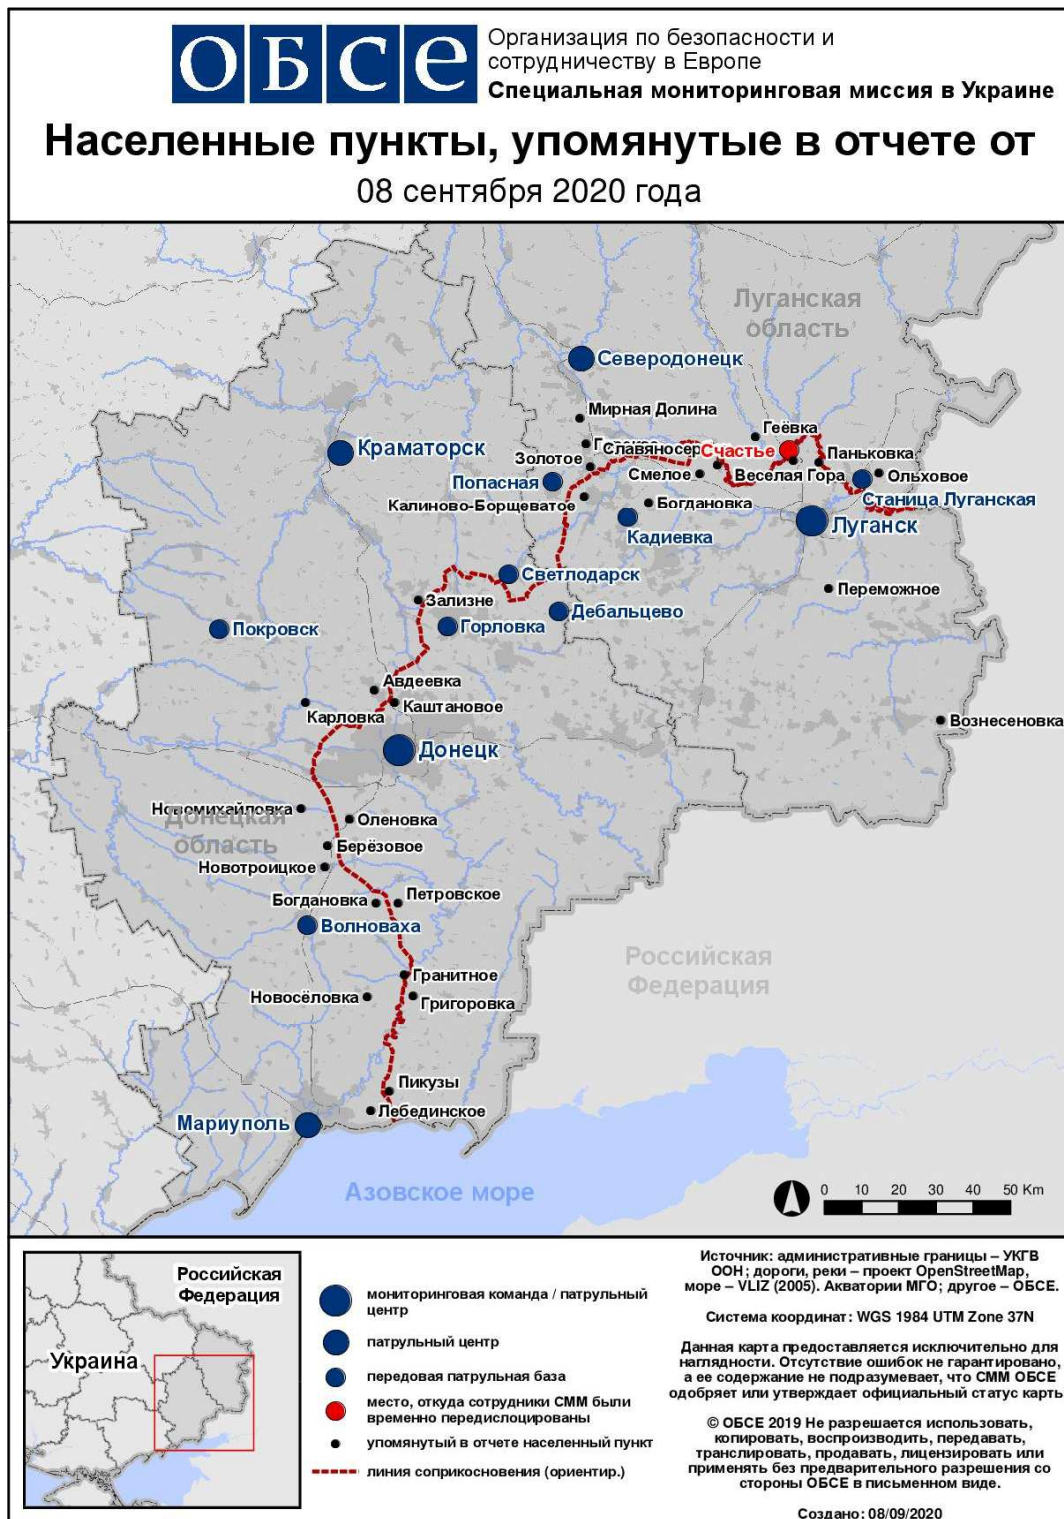 ОБСЕ
Организация по безопасности и
сотрудничеству в Европе
Специальная мониторинговая миссия в Украине
Населенные пункты, упомянутые в отчете от
08 сентября 2020 года
Луганская
область
Северодонецк
Мирная Долина
Геёвка
Краматорск
Счастье
Золотое
Паньковка
Смелое
Веселая Гора
Ольховое
Попасная
Станица Луганская
Калиново-Борщеватое
Богдановка
Луганск
Кадиевка
Светлодарск
Переможное
Зализне
Дебальцево
Покровск
Горловка
Авдеевка
Каштановое
Карловка
Вознесеновка
Донецк
Новомихайловка
Донецкая
область
Оленовка
Берёзовое
Новотроицкое
Богдановка
Петровское
Волноваха
Российская
Федерация
Гранитное
Новосёловка
Григоровка
Пикузы
Лебединское
Мариуполь
Азовское море
0 10 20 30 40 50 Km
Российская
Федерация
Украина
мониторинговая команда / патрульный
центр
патрульный центр
передовая патрульная база
место, откуда сотрудники СММ были
временно передислоцированы
упомянутый в отчете населенный пункт
линия соприкосновения (ориентир.)
Источник: административные границы – УКГВ
ООН; дороги, реки – проект OpenStreetMap,
море – VLIZ (2005). Акватории МГО; другое – ОБСЕ.
Система координат: WGS 1984 UTM Zone 37N
Данная карта предоставляется исключительно для
наглядности. Отсутствие ошибок не гарантировано,
а ее содержание не подразумевает, что СММ ОБСЕ
одобряет или утверждает официальный статус карты
© ОБСЕ 2019 Не разрешается использовать,
копировать, воспроизводить, передавать,
транслировать, продавать, лицензировать или
применять без предварительного разрешения со
стороны ОБСЕ в письменном виде.
Создано: 08/09/2020